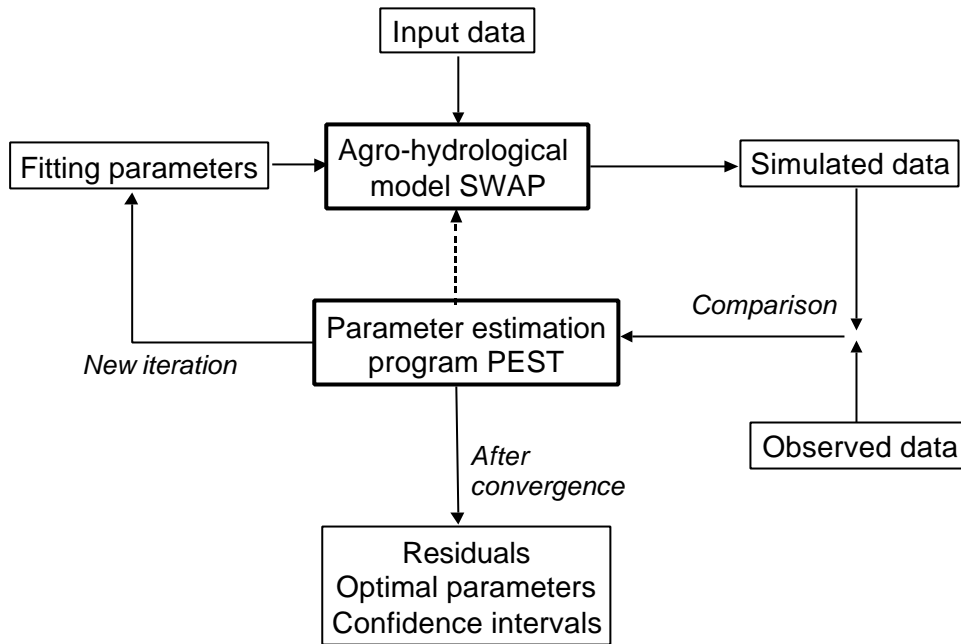 Input data
Fitting parameters
Agro-hydrological
model SWAP
Simulated data
Comparison
Parameter estimation
program PEST
New iteration
Observed data
After
convergence
Residuals
Optimal parameters
Confidence intervals